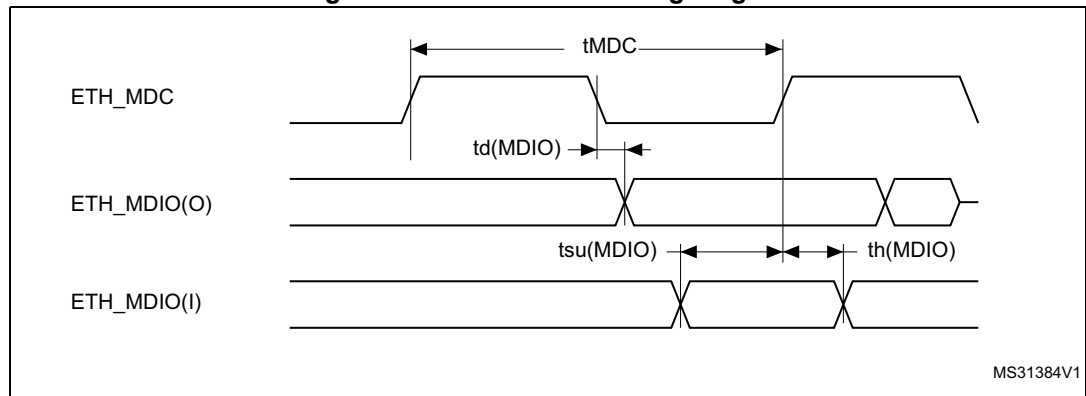 tMDC
ETH_MDC
td(MDIO)
ETH_MDIO(O)
tsu(MDIO)
th(MDIO)
ETH_MDIO(I)
MS31384V1